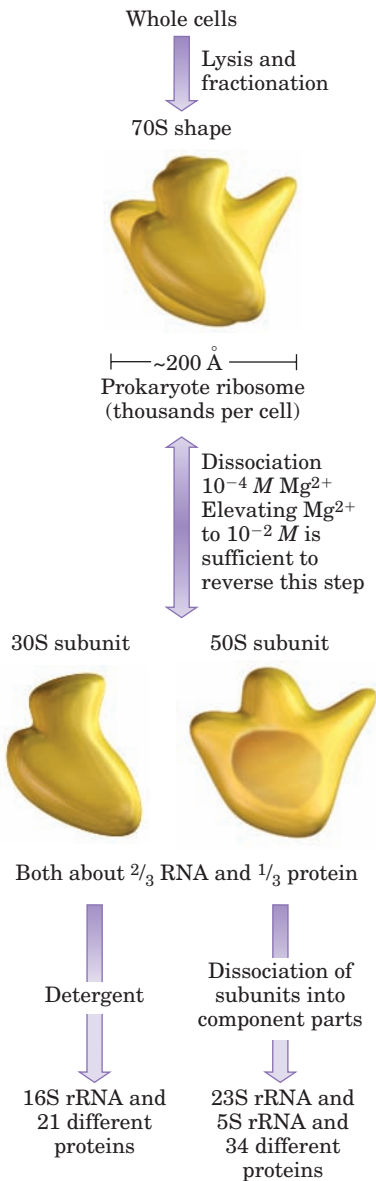 Whole cells
Lysis and
fractionation
70S shape
~200 Å
Prokaryote ribosome
(thousands per cell)
Dissociation
10⁻⁴ M Mg²⁺
Elevating Mg²⁺
to 10⁻² M is
sufficient to
reverse this step
30S subunit
50S subunit
Both about 2/3 RNA and 1/3 protein
Detergent
Dissociation of
subunits into
component parts
16S rRNA and
21 different
proteins
23S rRNA and
5S rRNA and
34 different
proteins